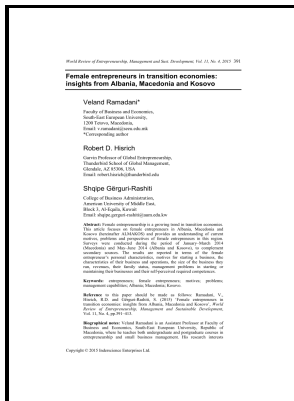 World Review of Entrepreneurship, Management and Sust. Development, Vol. 11, No. 4, 2015 391
Female entrepreneurs in transition economies:
insights from Albania, Macedonia and Kosovo
Veland Ramadani*
Faculty of Business and Economics,
South-East European University,
1200 Tetovo, Macedonia,
Email: v.ramadani@seeu.edu.mk
*Corresponding author
Robert D. Hisrich
Garvin Professor of Global Entrepreneurship,
Thunderbird School of Global Management,
Glendale, AZ USA
Email: robert.hisrich@thunderbird.edu
Shqipe Gërguri-Rashiti
College of Business Administration,
American University of Middle East,
Block 3, Al-Eqaila, Kuwait
Email: shqipe.gerguri-rashiti@aum.edu.kw
Abstract: Female entrepreneurship is a growing trend in transition economies.
This article focuses on female entrepreneurs in Albania, Macedonia and
Kosovo (hereinafter ALMAKOS) and provides an understanding of current
motives, problems and perspectives of female entrepreneurs in this region.
Surveys were conducted during the period of January-March 2014
(Macedonia) and May-June 2014 (Albania and Kosovo), to complement
secondary sources. The results are reported in terms of the female
entrepreneur's personal characteristics, motives for starting a business, the
characteristics of their business and operations, the size of the business they
run, revenues, their family status, management problems in starting or
maintaining their businesses and their self-perceived required competencies.
Keywords: entrepreneurs; female entrepreneurs; motives; problems;
management capabilities; Albania; Macedonia; Kosovo.
Reference to this paper should be made as follows: Ramadani, V.,
Hisrich, R.D. and Gërguri-Rashiti, S. (2015) 'Female entrepreneurs in
transition economies: insights from Albania, Macedonia and Kosovo', World
Review of Entrepreneurship, Management and Sustainable Development,
Vol. 11, No. 4, pp.391–413.
Biographical notes: Veland Ramadani is an Assistant Professor at Faculty of
Business and Economics, South-East European University, Republic of
Macedonia, where he teaches both undergraduate and postgraduate courses in
entrepreneurship and small business management. His research interests
Copyright © 2015 Inderscience Enterprises Ltd.